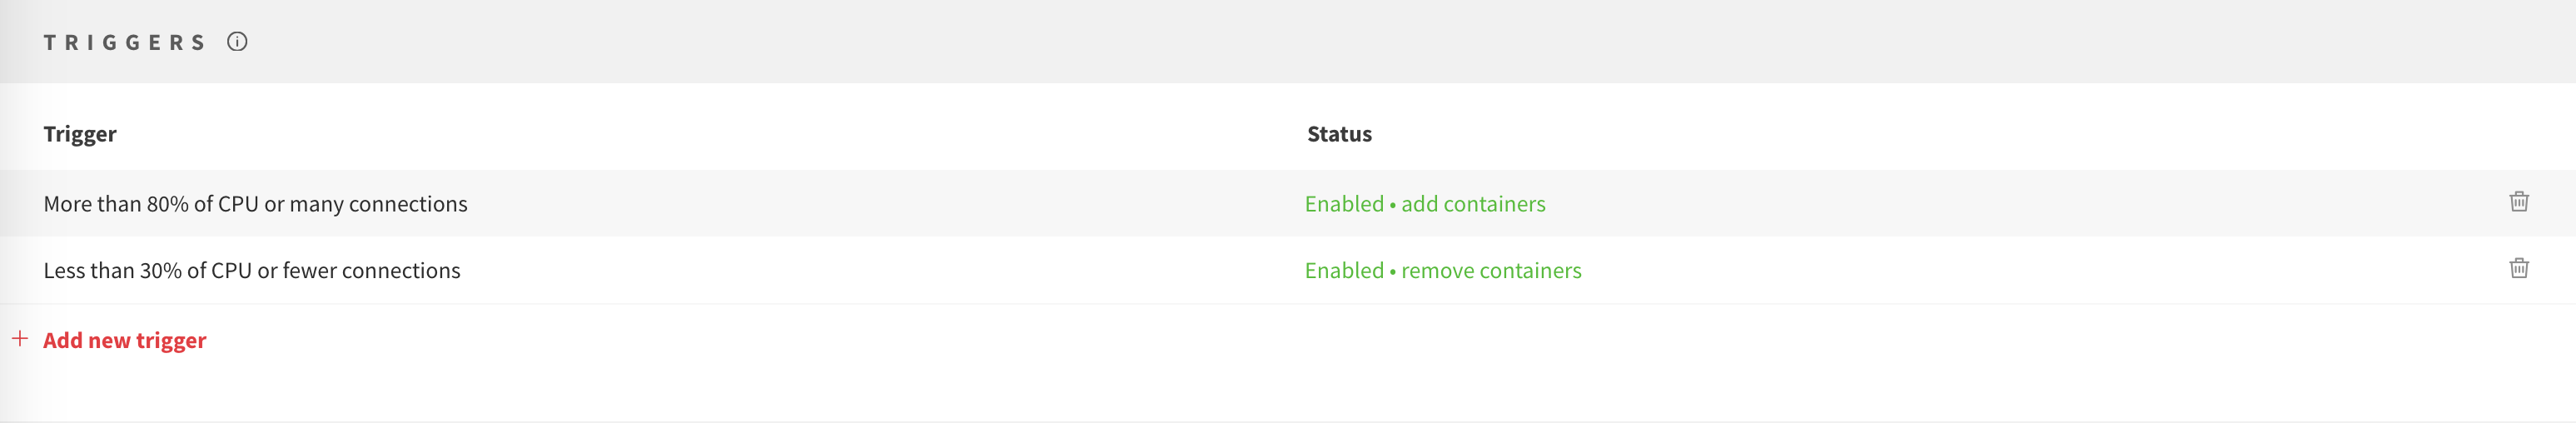 TRIGGERS
Trigger Status
More than 80% of CPU or many connections Enabled • add containers
Less than 30% of CPU or fewer connections Enabled • remove containers
+ Add new trigger